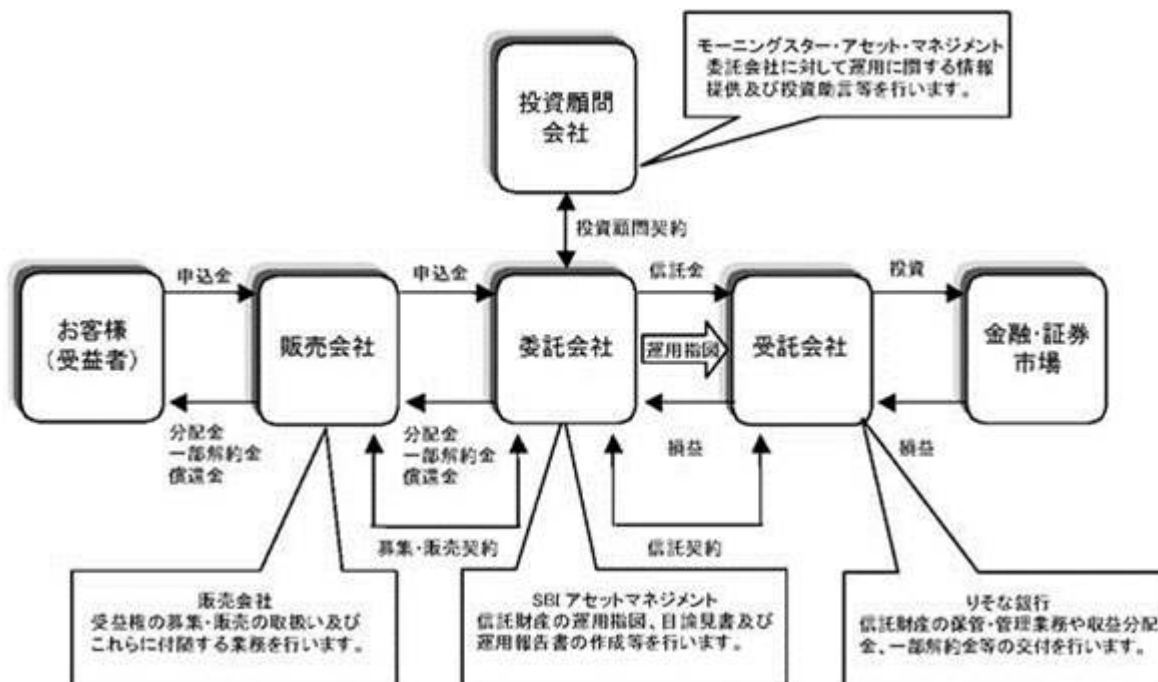 モーニングスター・アセット・マネジメント
委託会社に対して運用に関する情報
提供及び投資助言等を行います。
投資顧問
会社
投資顧問契約
申込金
申込金
信託金
投資
お客様
(受益者)
販売会社
委託会社
運用指図
受託会社
金融・証券
市場
分配金
一部解約金
償還金
分配金
一部解約金
償還金
損益
損益
募集・販売契約
信託契約
販売会社
受益権の募集・販売の取扱い及び
これらに付随する業務を行います。
SBIアセットマネジメント
信託財産の運用指図、目論見書及び
運用報告書の作成等を行います。
りそな銀行
信託財産の保管・管理業務や収益分配
金、一部解約金等の交付を行います。